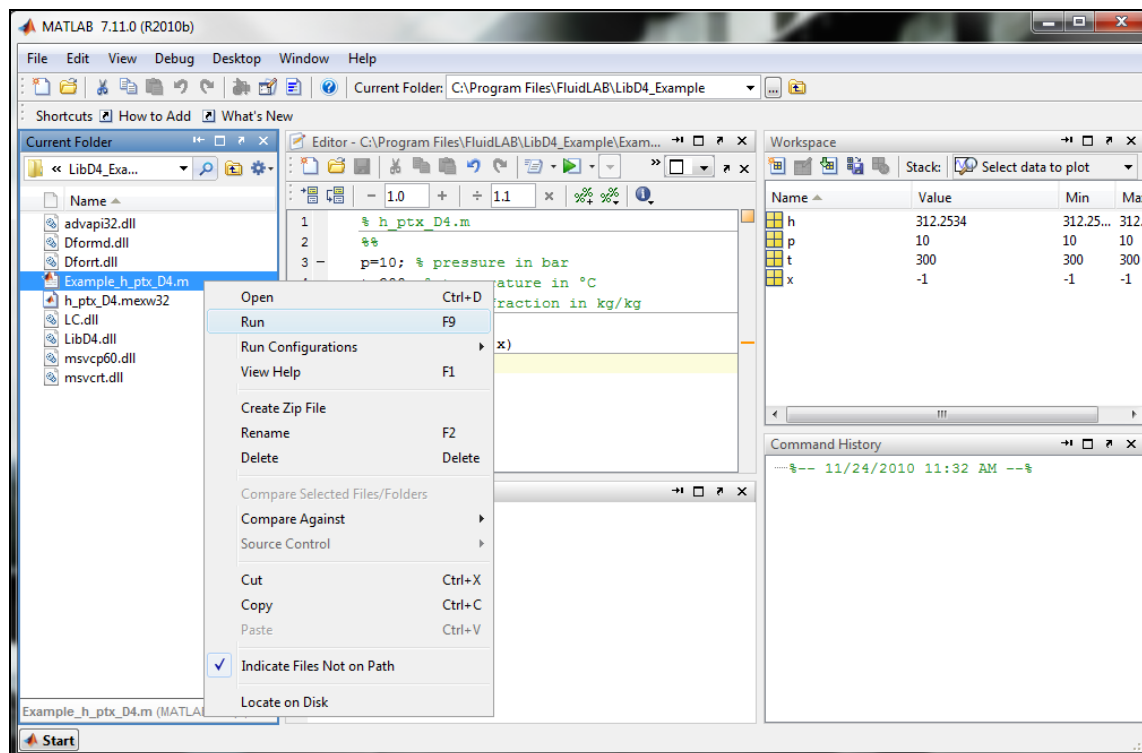 MATLAB 7.11.0 (R2010b)
File Edit View Debug Desktop Window Help
Current Folder: C:\Program Files\FluidLAB\LibD4_Example
Shortcuts How to Add What's New
Current Folder
« LibD4_Exa...
Name
advapi32.dll
Dformd.dll
Dforrt.dll
Example_h_ptx_D4.m
h_ptx_D4.mexw32
LC.dll
LibD4.dll
msvcp60.dll
msvcrt.dll
Example_h_ptx_D4.m (MATLA
Open Ctrl+D
Run F9
Run Configurations
View Help F1
Create Zip File
Rename F2
Delete Delete
Compare Selected Files/Folders
Compare Against
Source Control
Cut Ctrl+X
Copy Ctrl+C
Paste Ctrl+V
Indicate Files Not on Path
Locate on Disk
Editor - C:\Program Files\FluidLAB\LibD4_Example\Exam...
− 1.0 + ÷ 1.1 ×
1 % h_ptx_D4.m
2 %%
3 − p=10; % pressure in bar
rature in °C
raction in kg/kg
x)
Workspace
Stack: Select data to plot
Name Value Min Ma
h 312.2534 312.25... 312.
p 10 10 10
t 300 300 300
x -1 -1 -1
Command History
%-- 11/24/2010 11:32 AM --%
Start